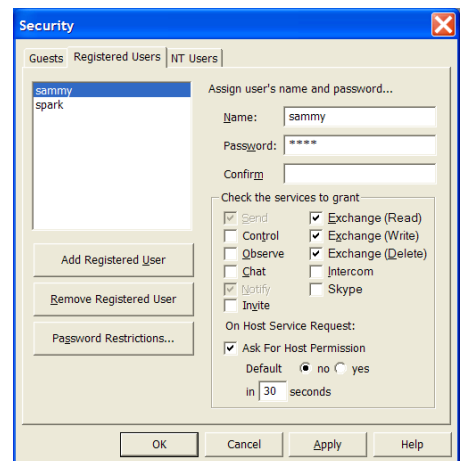 Security
Guests Registered Users NT Users
sammy
spark
Assign user's name and password...
Name: sammy
Password: ****
Confirm
Check the services to grant
Send Exchange (Read)
Control Exchange (Write)
Observe Exchange (Delete)
Chat Intercom
Notify Skype
Invite
Add Registered User
Remove Registered User
Password Restrictions...
On Host Service Request:
Ask For Host Permission
Default no yes
in 30 seconds
OK Cancel Apply Help